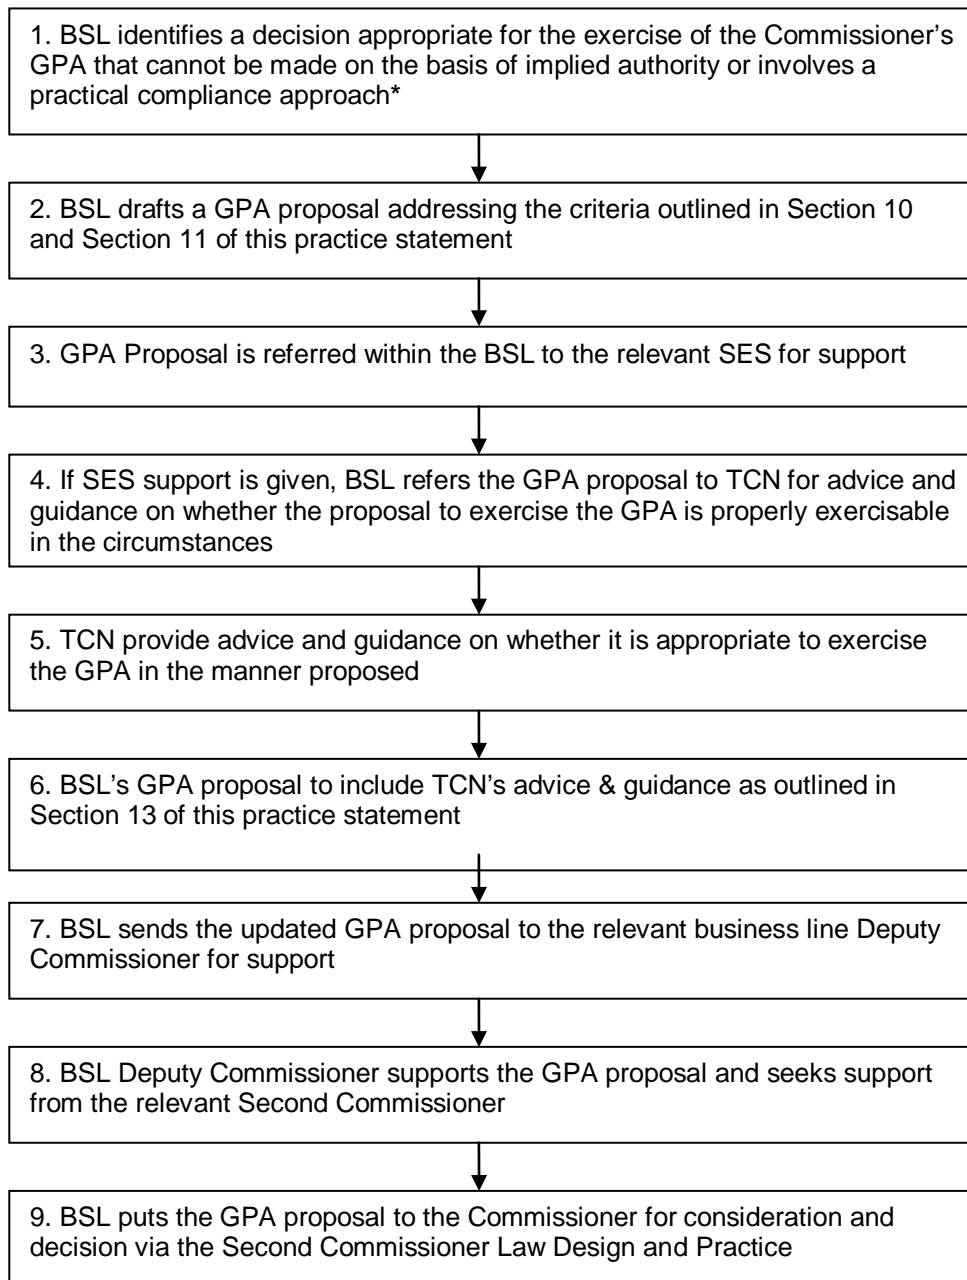 1. BSL identifies a decision appropriate for the exercise of the Commissioner’s
GPA that cannot be made on the basis of implied authority or involves a
practical compliance approach*
2. BSL drafts a GPA proposal addressing the criteria outlined in Section 10
and Section 11 of this practice statement
3. GPA Proposal is referred within the BSL to the relevant SES for support
4. If SES support is given, BSL refers the GPA proposal to TCN for advice and
guidance on whether the proposal to exercise the GPA is properly exercisable
in the circumstances
5. TCN provide advice and guidance on whether it is appropriate to exercise
the GPA in the manner proposed
6. BSL’s GPA proposal to include TCN’s advice & guidance as outlined in
Section 13 of this practice statement
7. BSL sends the updated GPA proposal to the relevant business line Deputy
Commissioner for support
8. BSL Deputy Commissioner supports the GPA proposal and seeks support
from the relevant Second Commissioner
9. BSL puts the GPA proposal to the Commissioner for consideration and
decision via the Second Commissioner Law Design and Practice